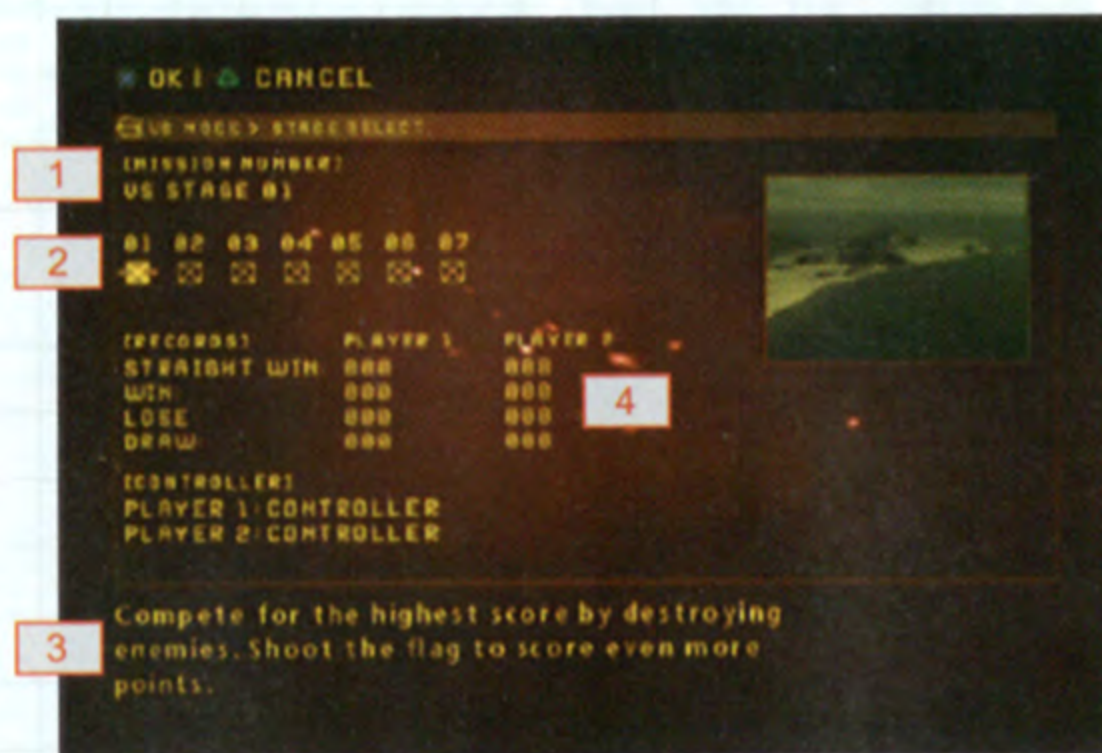 OK! CANCEL
VS MODE > STAGE SELECT
1
[MISSION NUMBER]
VS STAGE 01
2
01 02 03 04 05 06 07
[RECORDS] PLAYER 1 PLAYER 2
STRAIGHT WIN 000 000
WIN 000 000
4
LOSE 000 000
DRAW 000 000
[CONTROLLER]
PLAYER 1: CONTROLLER
PLAYER 2: CONTROLLER
3
Compete for the highest score by destroying
enemies. Shoot the flag to score even more
points.